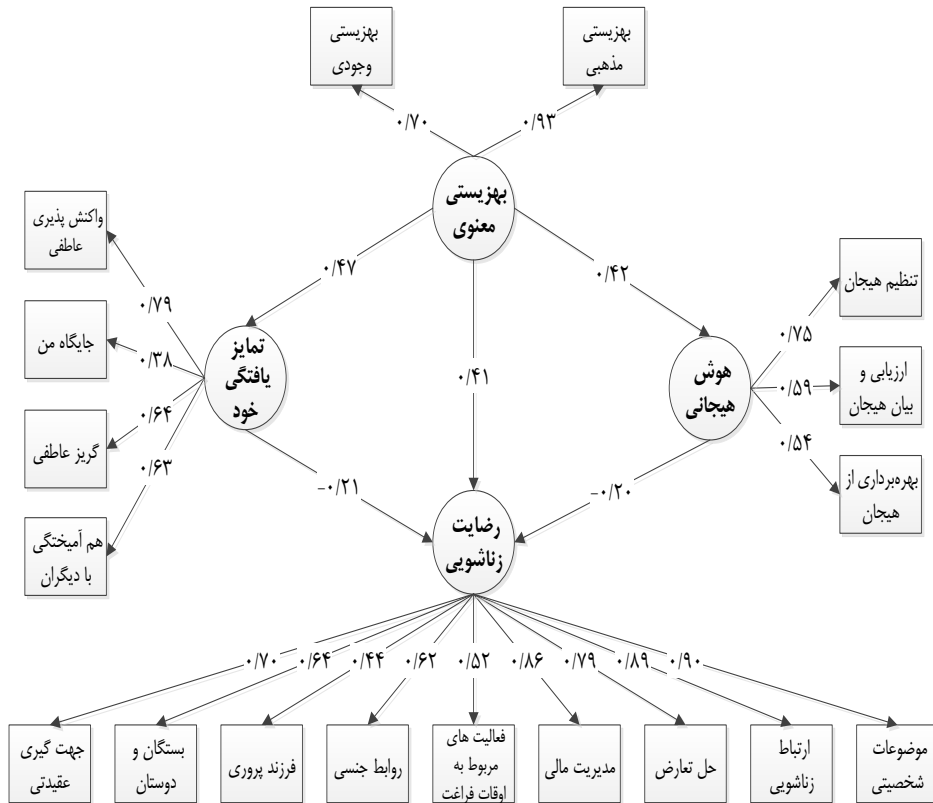 بهزیستی
مذهبی
بهزیستی
وجودی
۰/۹۳
۰/۷۰
بهزیستی
معنوی
۰/۴۲
۰/۴۱
۰/۴۷
تنظیم هیجان
ارزیابی و
بیان هیجان
بهره‌برداری از
هیجان
۰/۷۵
۰/۵۹
۰/۵۴
هوش
هیجانی
تمایز
یافتگی
خود
واکنش پذیری
عاطفی
جایگاه من
گریز عاطفی
هم آمیختگی
با دیگران
۰/۷۹
۰/۳۸
۰/۶۴
۰/۶۳
−۰/۲۰
−۰/۲۱
رضایت
زناشویی
۰/۹۰
۰/۸۹
۰/۷۹
۰/۸۶
۰/۵۲
۰/۶۲
۰/۴۴
۰/۶۴
۰/۷۰
موضوعات
شخصیتی
ارتباط
زناشویی
حل تعارض
مدیریت مالی
فعالیت های
مربوط به
اوقات فراغت
روابط جنسی
فرزند پروری
بستگان و
دوستان
جهت گیری
عقیدتی